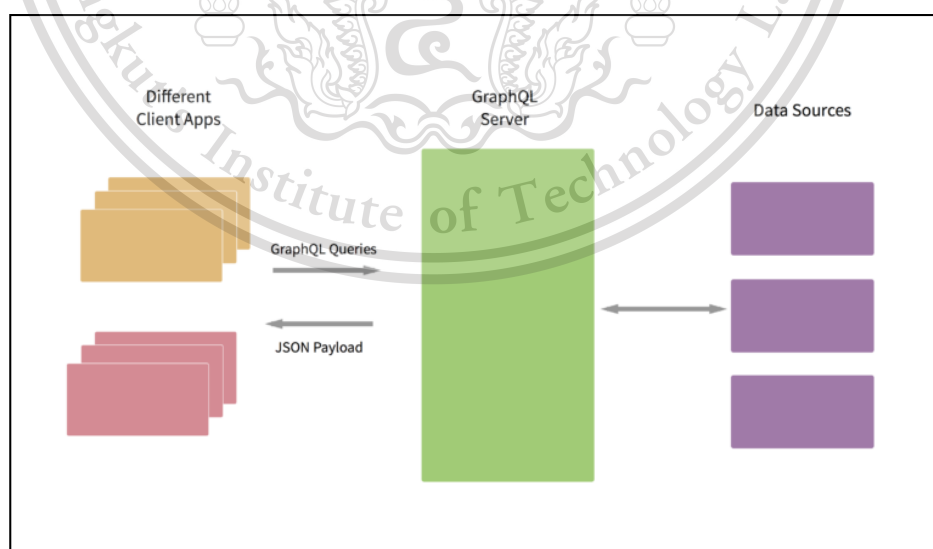 Different
Client Apps
GraphQL
Server
Data Sources
GraphQL Queries
JSON Payload
Institute of Technology